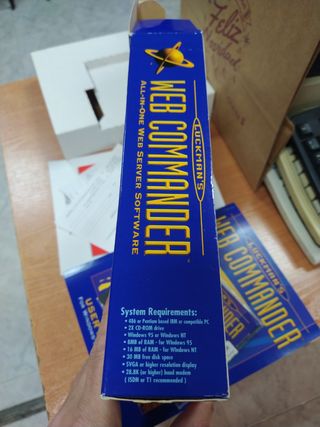 Feliz
Navidad
LUCKMAN'S
WEB COMMANDER
ALL-IN-ONE WEB SERVER SOFTWARE
System Requirements:
• 486 or Pentium based IBM or compatible PC
• 2X CD-ROM drive
• Windows 95 or Windows NT
• 8MB of RAM - for Windows 95
• 16 MB of RAM - for Windows NT
• 30 MB free disk space
• SVGA or higher resolution display
• 28.8K (or higher) baud modem
( ISDN or T1 recommended )
LUCKMAN'S
WEB COMMANDER
USER